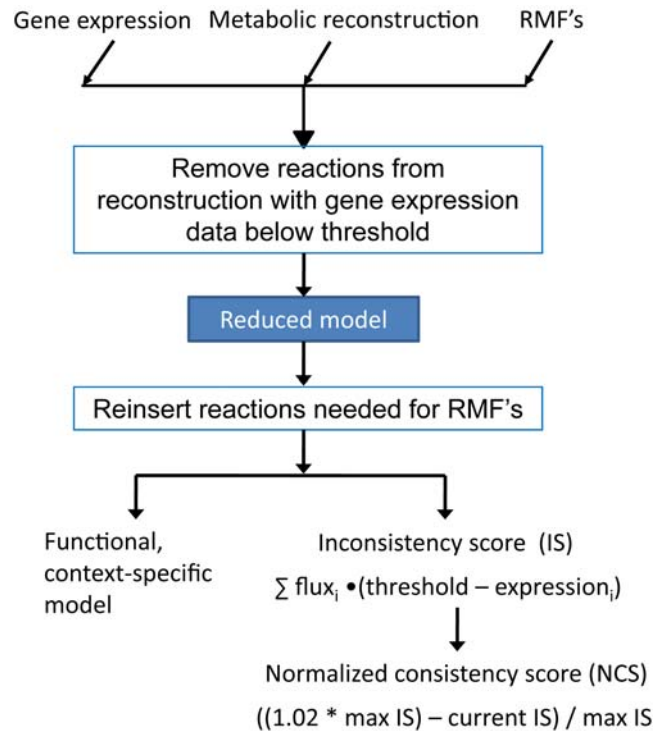 Gene expression Metabolic reconstruction RMF's
Remove reactions from
reconstruction with gene expression
data below threshold
Reduced model
Reinsert reactions needed for RMF's
Functional,
context-specific
model
Inconsistency score (IS)
∑ fluxᵢ •(threshold – expressionᵢ)
Normalized consistency score (NCS)
((1.02 * max IS) – current IS) / max IS